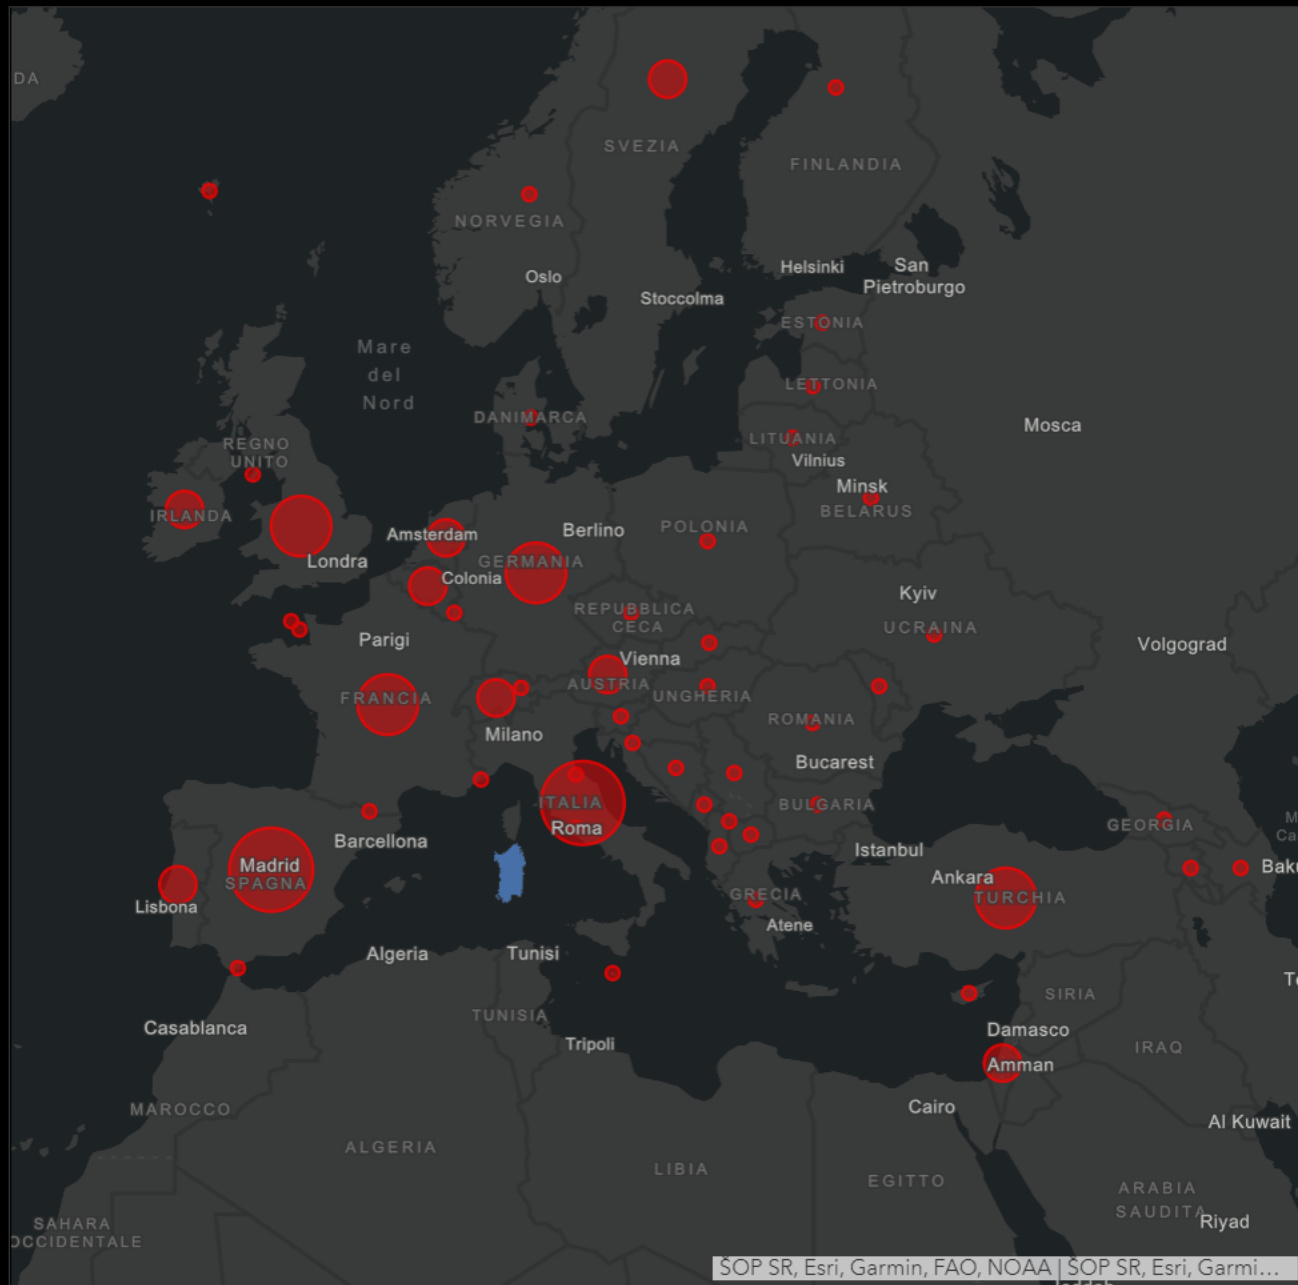 DA
SVEZIA
FINLANDIA
NORVEGIA
Oslo
Helsinki
San
Pietroburgo
Stoccolma
ESTONIA
Mare
del
Nord
LETTONIA
DANIMARCA
Mosca
REGNO
UNITO
LITUANIA
Vilnius
Minsk
BELARUS
IRLANDA
POLONIA
Amsterdam
Berlino
Londra
GERMANIA
Colonia
Kyiv
REPUBBLICA
CECA
UCRAINA
Parigi
Volgograd
Vienna
AUSTRIA
UNGHERIA
FRANCIA
ROMANIA
Milano
Bucarest
ITALIA
BULGARIA
Roma
GEORGIA
M
Ca
Barcellona
Istanbul
Madrid
SPAGNA
Ankara
TURCHIA
Baku
GRECIA
Lisbona
Atene
Algeria
Tunisi
SIRIA
TUNISIA
Casablanca
Damasco
Tripoli
IRAQ
Amman
MAROCCO
Cairo
Al Kuwait
ALGERIA
LIBIA
EGITTO
ARABIA
SAUDITA
Riyad
SAHARA
OCCIDENTALE
ŠOP SR, Esri, Garmin, FAO, NOAA | ŠOP SR, Esri, Garmi...